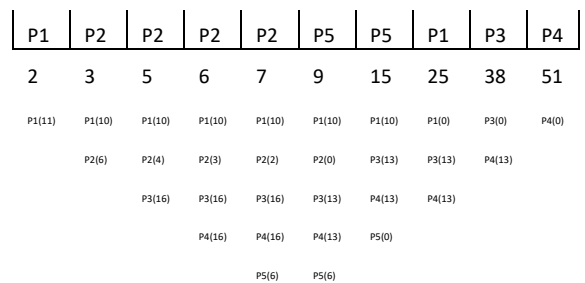 P1 P2 P2 P2 P2 P5 P5 P1 P3 P4
2 3 5 6 7 9 15 25 38 51
P1(11) P1(10) P1(10) P1(10) P1(10) P1(10) P1(10) P1(0) P3(0) P4(0)
P2(6) P2(4) P2(3) P2(2) P2(0) P3(13) P3(13) P4(13)
P3(16) P3(16) P3(16) P3(13) P4(13) P4(13)
P4(16) P4(16) P4(13) P5(0)
P5(6) P5(6)